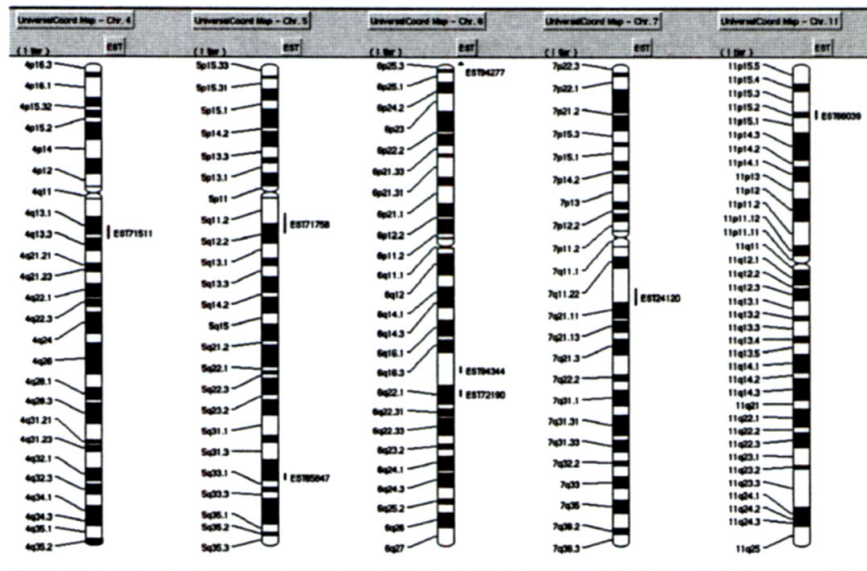 UniversalCoord Map - Chr. 4
EST
( 1 tier )
4p16.3
4p16.1
4p15.32
4p15.2
4p14
4p12
4q11
4q13.1
4q13.3
EST71511
4q21.21
4q21.23
4q22.1
4q22.3
4q24
4q26
4q28.1
4q28.3
4q31.21
4q31.23
4q32.1
4q32.3
4q34.1
4q34.3
4q35.1
4q35.2
UniversalCoord Map - Chr. 5
EST
( 1 tier )
5p15.33
5p15.31
5p15.1
5p14.2
5p13.3
5p13.1
5p11
5q11.2
EST71758
5q12.2
5q13.1
5q13.3
5q14.2
5q15
5q21.2
5q22.1
5q22.3
5q23.2
5q31.1
5q31.3
5q33.1
EST85847
5q33.3
5q35.1
5q35.2
5q35.3
UniversalCoord Map - Chr. 6
EST
( 1 tier )
6p25.3
EST94277
6p25.1
6p24.2
6p23
6p22.2
6p21.33
6p21.31
6p21.1
6p12.2
6p11.2
6q11.1
6q12
6q14.1
6q14.3
6q16.1
6q16.3
EST94344
6q22.1
EST72190
6q22.31
6q22.33
6q23.2
6q24.1
6q24.3
6q25.2
6q26
6q27
UniversalCoord Map - Chr. 7
EST
( 1 tier )
7p22.3
7p22.1
7p21.2
7p15.3
7p15.1
7p14.2
7p13
7p12.2
7p11.2
7q11.1
7q11.22
EST24120
7q21.11
7q21.13
7q21.3
7q22.2
7q31.1
7q31.31
7q31.33
7q32.2
7q33
7q35
7q36.2
7q36.3
UniversalCoord Map - Chr. 11
EST
( 1 tier )
11p15.5
11p15.4
11p15.3
11p15.2
EST88039
11p15.1
11p14.3
11p14.2
11p14.1
11p13
11p12
11p11.2
11p11.12
11p11.11
11q11
11q12.1
11q12.2
11q12.3
11q13.1
11q13.2
11q13.3
11q13.4
11q13.5
11q14.1
11q14.2
11q14.3
11q21
11q22.1
11q22.2
11q22.3
11q23.1
11q23.2
11q23.3
11q24.1
11q24.2
11q24.3
11q25